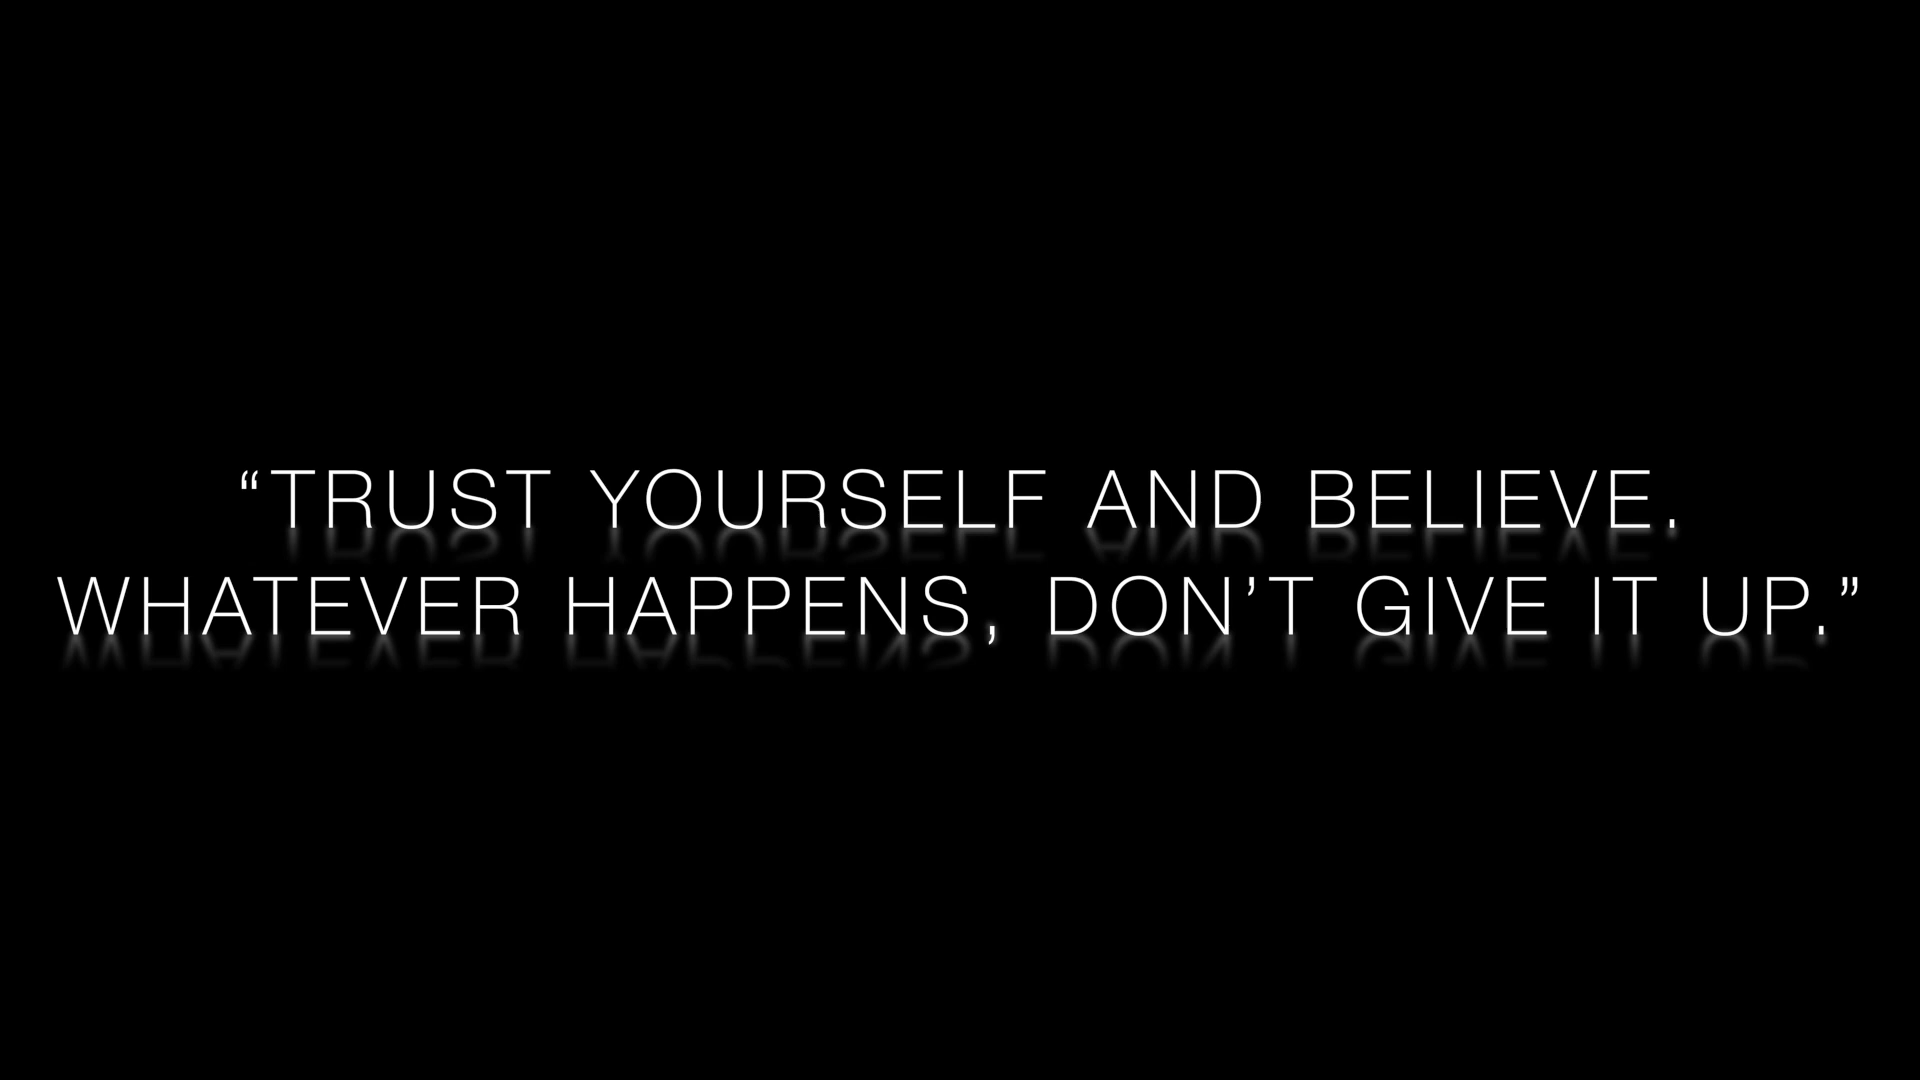 “TRUST YOURSELF AND BELIEVE.
WHATEVER HAPPENS, DON’T GIVE IT UP.”